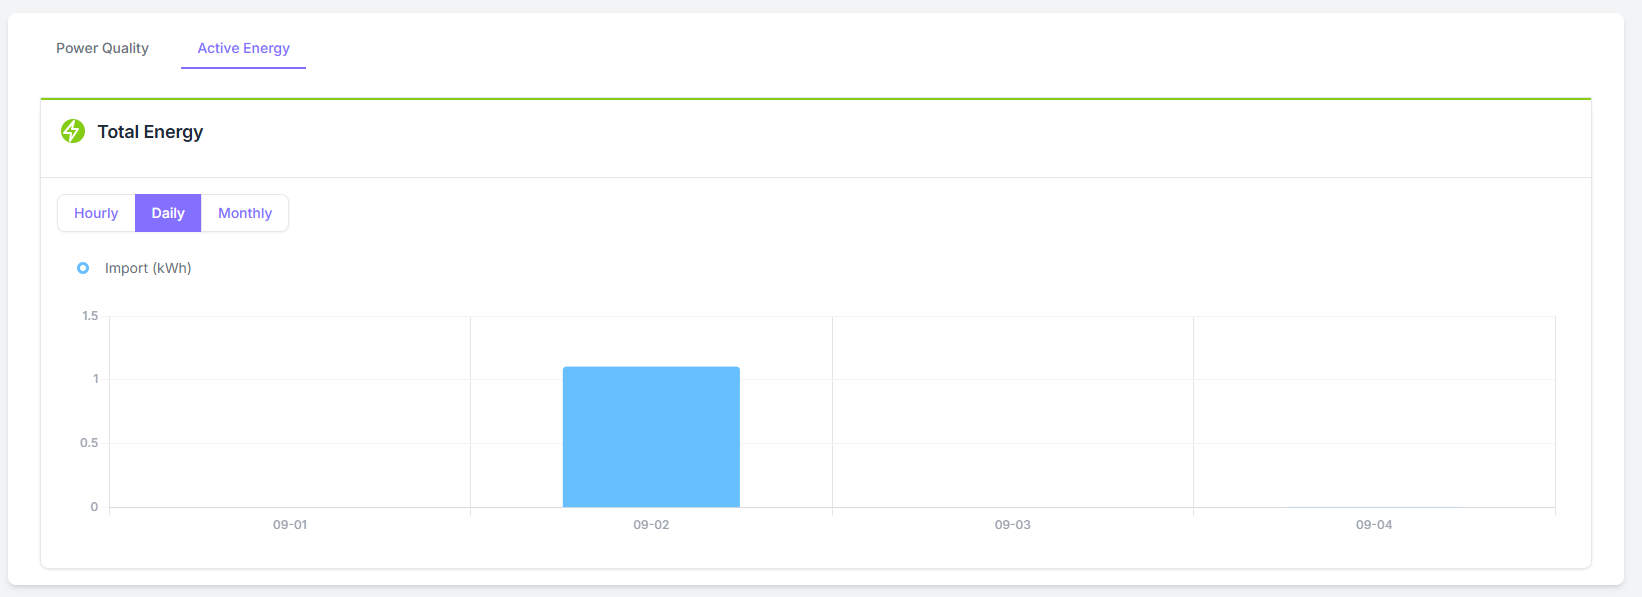 Power Quality
Active Energy
Total Energy
Hourly
Daily
Monthly
Import (kWh)
1.5
1
0.5
0
09-01
09-02
09-03
09-04